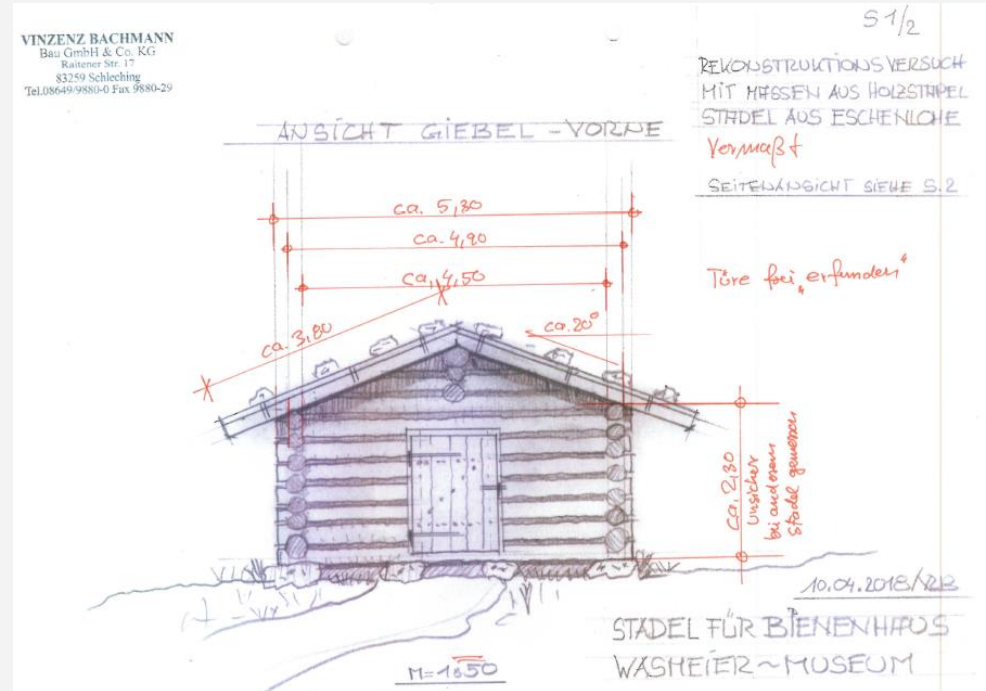 VINZENZ BACHMANN
Bau GmbH & Co. KG
Raitener Str. 17
83259 Schleching
Tel.08649/9880-0 Fax 9880-29
S 1/2
REKONSTRUKTIONSVERSUCH
MIT MASSEN AUS HOLZSTAPEL
STADEL AUS ESCHENLOHE
Vermaßt
SEITENANSICHT SIEHE S.2
ANSICHT GIEBEL - VORNE
ca. 5,30
ca. 4,90
ca. 4,50
ca. 3,80
ca. 20°
Türe frei „erfunden"
ca. 2,30
unsicher
bei anderem
Stadel gemessen
10.04.2018
STADEL FÜR BIENENHAUS
WASMEIER~MUSEUM
M=1:50